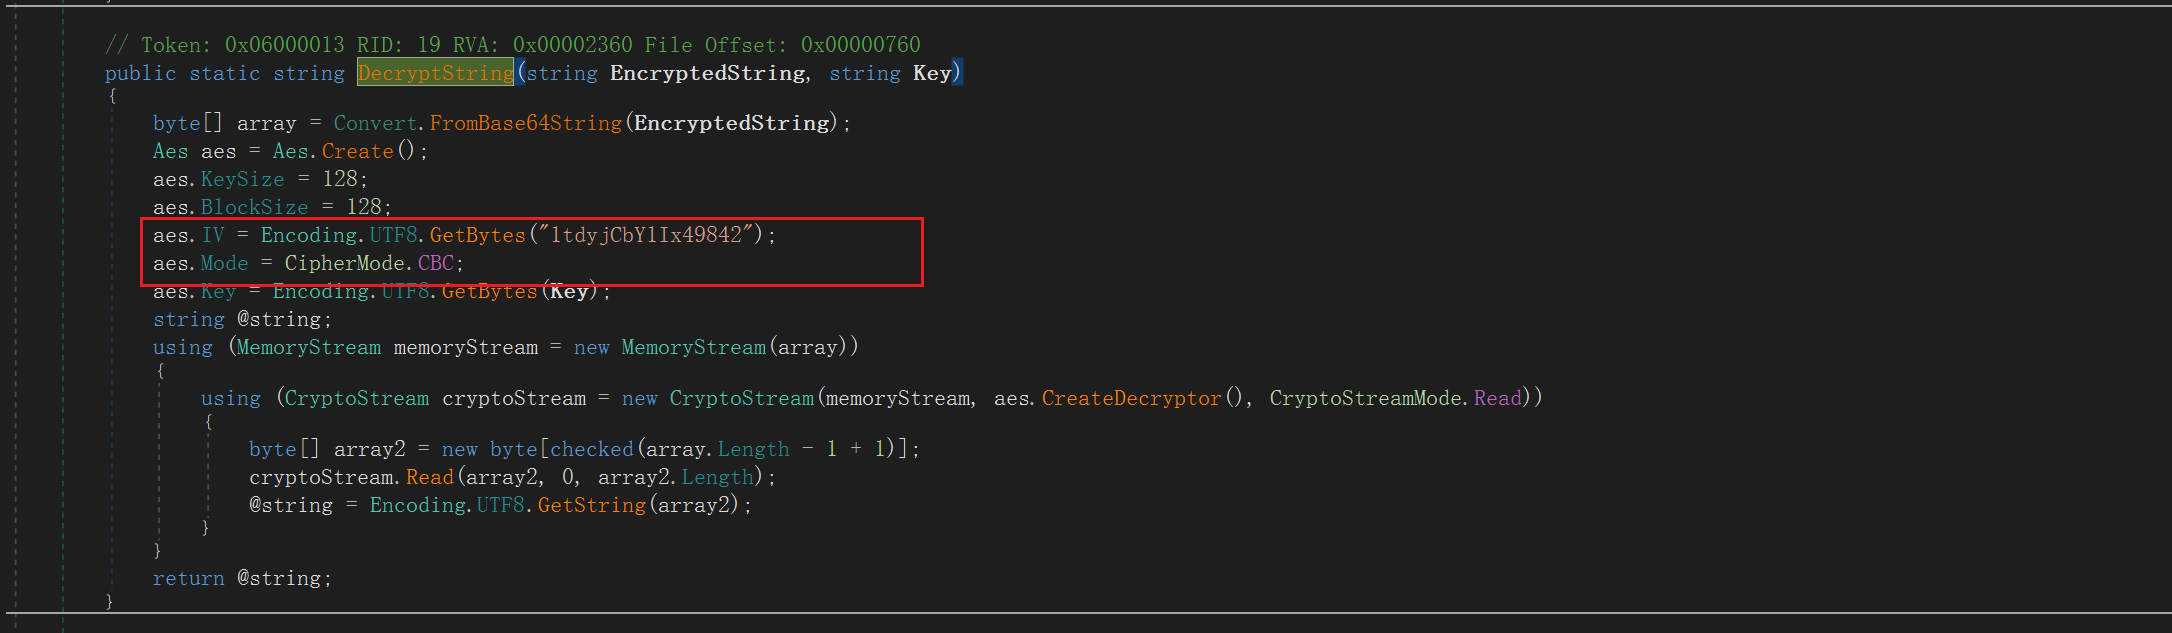 // Token: 0x06000013 RID: 19 RVA: 0x00002360 File Offset: 0x00000760
public static string DecryptString(string EncryptedString, string Key)
{
byte[] array = Convert.FromBase64String(EncryptedString);
Aes aes = Aes.Create();
aes.KeySize = 128;
aes.BlockSize = 128;
aes.IV = Encoding.UTF8.GetBytes("1tdyjCbY1Ix49842");
aes.Mode = CipherMode.CBC;
aes.Key = Encoding.UTF8.GetBytes(Key);
string @string;
using (MemoryStream memoryStream = new MemoryStream(array))
{
using (CryptoStream cryptoStream = new CryptoStream(memoryStream, aes.CreateDecryptor(), CryptoStreamMode.Read))
{
byte[] array2 = new byte[checked(array.Length - 1 + 1)];
cryptoStream.Read(array2, 0, array2.Length);
@string = Encoding.UTF8.GetString(array2);
}
}
return @string;
}